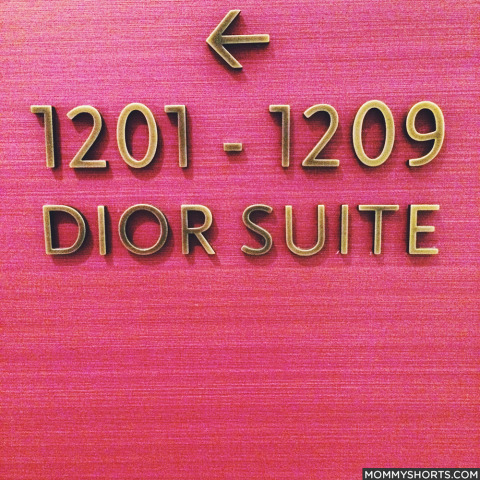 ←
1201 - 1209
DIOR SUITE
MOMMYSHORTS.COM